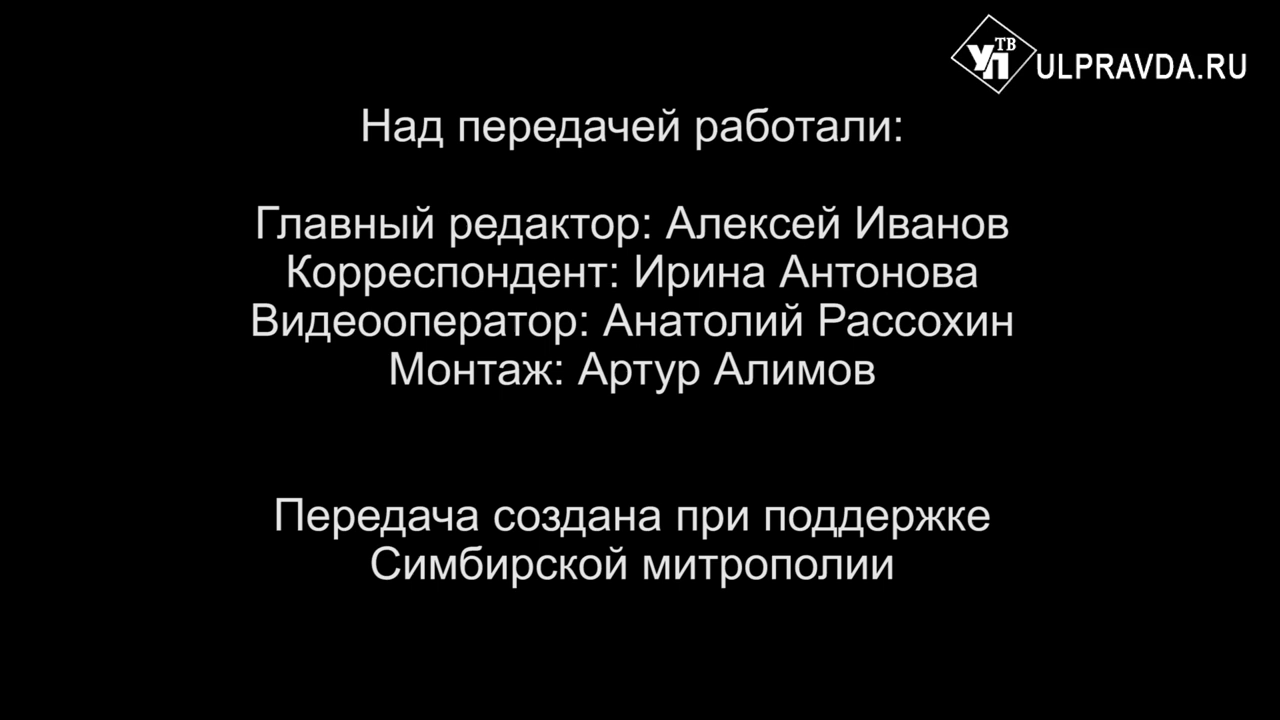 УП ТВ
ULPRAVDA.RU
Над передачей работали:
Главный редактор: Алексей Иванов
Корреспондент: Ирина Антонова
Видеооператор: Анатолий Рассохин
Монтаж: Артур Алимов
Передача создана при поддержке
Симбирской митрополии